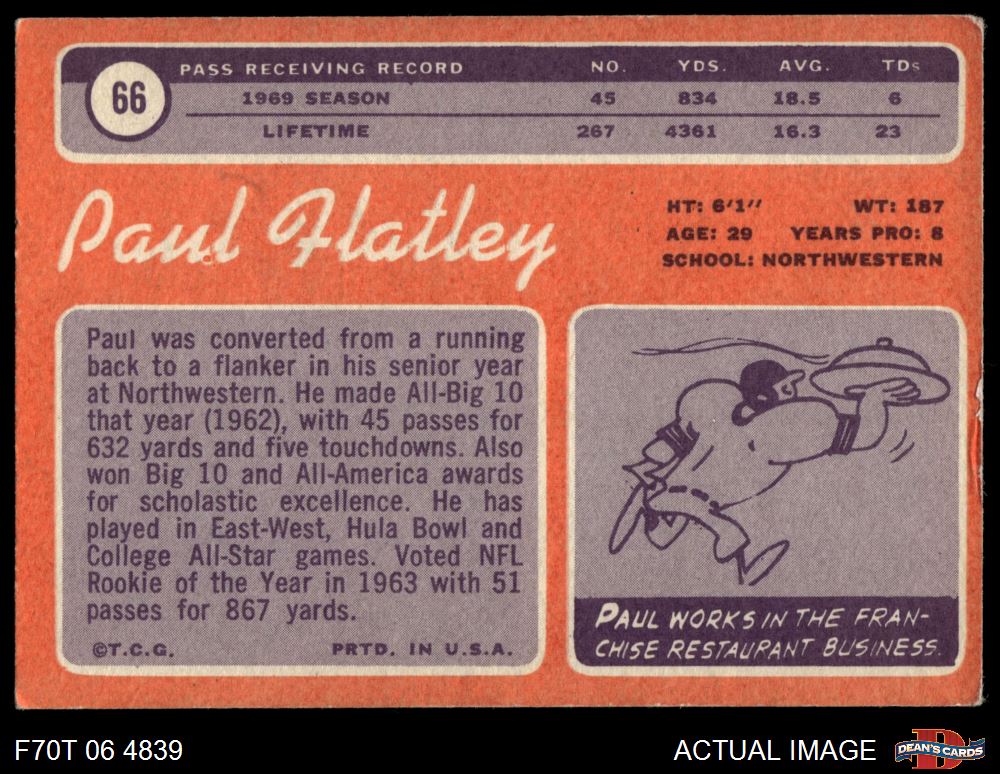 66
PASS RECEIVING RECORD NO. YDS. AVG. TDs
1969 SEASON 45 834 18.5 6
LIFETIME 267 4361 16.3 23
Paul Flatley
HT: 6'1" WT: 187
AGE: 29 YEARS PRO: 8
SCHOOL: NORTHWESTERN
Paul was converted from a running
back to a flanker in his senior year
at Northwestern. He made All-Big 10
that year (1962), with 45 passes for
632 yards and five touchdowns. Also
won Big 10 and All-America awards
for scholastic excellence. He has
played in East-West, Hula Bowl and
College All-Star games. Voted NFL
Rookie of the Year in 1963 with 51
passes for 867 yards.
©T.C.G. PRTD. IN U.S.A.
PAUL WORKS IN THE FRAN-
CHISE RESTAURANT BUSINESS.
F70T 06 4839
ACTUAL IMAGE
D
DEAN'S CARDS